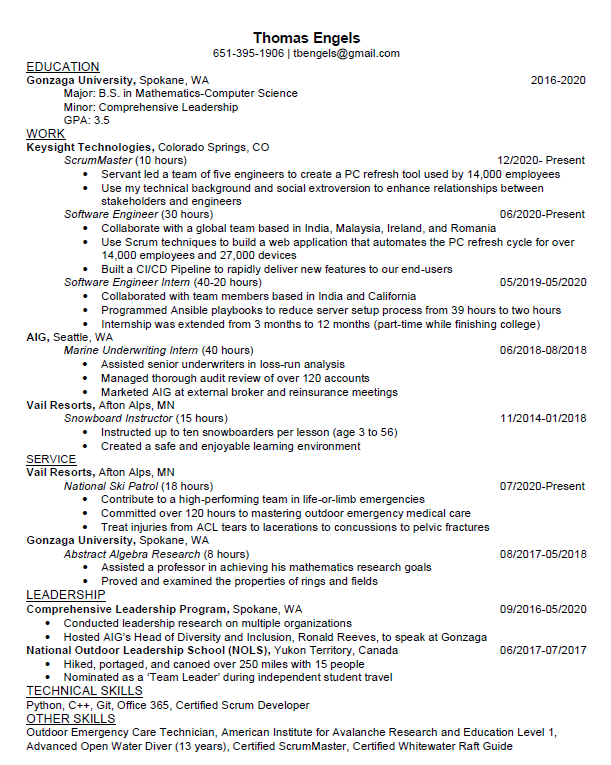 Thomas Engels
651-395-1906 | tbengels@gmail.com
EDUCATION
Gonzaga University, Spokane, WA 2016-2020
Major: B.S. in Mathematics-Computer Science
Minor: Comprehensive Leadership
GPA: 3.5
WORK
Keysight Technologies, Colorado Springs, CO
ScrumMaster (10 hours) 12/2020- Present
• Servant led a team of five engineers to create a PC refresh tool used by 14,000 employees
• Use my technical background and social extroversion to enhance relationships between
stakeholders and engineers
Software Engineer (30 hours) 06/2020-Present
• Collaborate with a global team based in India, Malaysia, Ireland, and Romania
• Use Scrum techniques to build a web application that automates the PC refresh cycle for over
14,000 employees and 27,000 devices
• Built a CI/CD Pipeline to rapidly deliver new features to our end-users
Software Engineer Intern (40-20 hours) 05/2019-05/2020
• Collaborated with team members based in India and California
• Programmed Ansible playbooks to reduce server setup process from 39 hours to two hours
• Internship was extended from 3 months to 12 months (part-time while finishing college)
AIG, Seattle, WA
Marine Underwriting Intern (40 hours) 06/2018-08/2018
• Assisted senior underwriters in loss-run analysis
• Managed thorough audit review of over 120 accounts
• Marketed AIG at external broker and reinsurance meetings
Vail Resorts, Afton Alps, MN
Snowboard Instructor (15 hours) 11/2014-01/2018
• Instructed up to ten snowboarders per lesson (age 3 to 56)
• Created a safe and enjoyable learning environment
SERVICE
Vail Resorts, Afton Alps, MN
National Ski Patrol (18 hours) 07/2020-Present
• Contribute to a high-performing team in life-or-limb emergencies
• Committed over 120 hours to mastering outdoor emergency medical care
• Treat injuries from ACL tears to lacerations to concussions to pelvic fractures
Gonzaga University, Spokane, WA
Abstract Algebra Research (8 hours) 08/2017-05/2018
• Assisted a professor in achieving his mathematics research goals
• Proved and examined the properties of rings and fields
LEADERSHIP
Comprehensive Leadership Program, Spokane, WA 09/2016-05/2020
• Conducted leadership research on multiple organizations
• Hosted AIG's Head of Diversity and Inclusion, Ronald Reeves, to speak at Gonzaga
National Outdoor Leadership School (NOLS), Yukon Territory, Canada 06/2017-07/2017
• Hiked, portaged, and canoed over 250 miles with 15 people
• Nominated as a 'Team Leader' during independent student travel
TECHNICAL SKILLS
Python, C++, Git, Office 365, Certified Scrum Developer
OTHER SKILLS
Outdoor Emergency Care Technician, American Institute for Avalanche Research and Education Level 1,
Advanced Open Water Diver (13 years), Certified ScrumMaster, Certified Whitewater Raft Guide